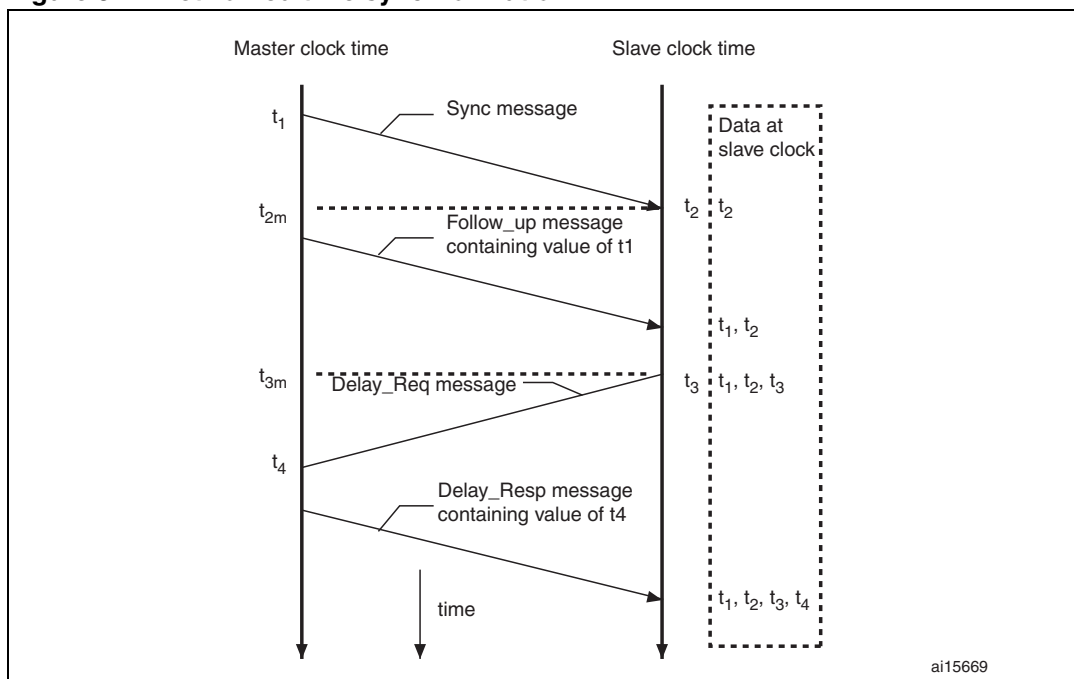 Master clock time
Slave clock time
t1
Sync message
Data at
slave clock
t2m
t2
t2
Follow_up message
containing value of t1
t1, t2
t3m
Delay_Req message
t3
t1, t2, t3
t4
Delay_Resp message
containing value of t4
t1, t2, t3, t4
time
ai15669